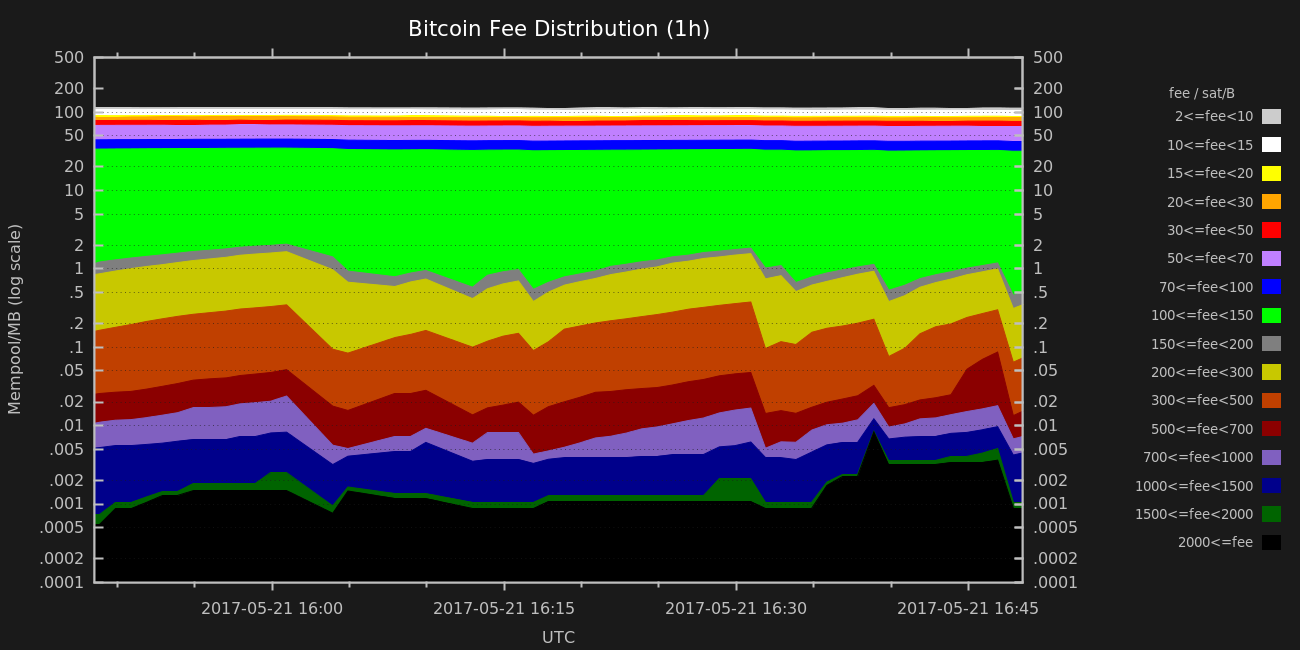 Bitcoin Fee Distribution (1h)
500
200
100
50
20
10
5
2
1
.5
.2
.1
.05
.02
.01
.005
.002
.001
.0005
.0002
.0001
Mempool/MB (log scale)
500
200
100
50
20
10
5
2
1
.5
.2
.1
.05
.02
.01
.005
.002
.001
.0005
.0002
.0001
2017-05-21 16:00
2017-05-21 16:15
2017-05-21 16:30
2017-05-21 16:45
UTC
fee / sat/B
2<=fee<10
10<=fee<15
15<=fee<20
20<=fee<30
30<=fee<50
50<=fee<70
70<=fee<100
100<=fee<150
150<=fee<200
200<=fee<300
300<=fee<500
500<=fee<700
700<=fee<1000
1000<=fee<1500
1500<=fee<2000
2000<=fee